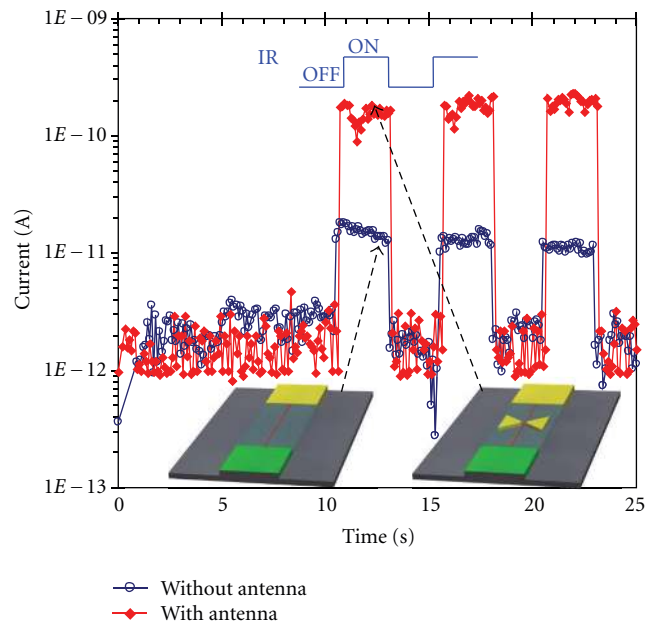 1E−09
1E−10
1E−11
1E−12
1E−13
Current (A)
IR
OFF
ON
0
5
10
15
20
25
Time (s)
Without antenna
With antenna